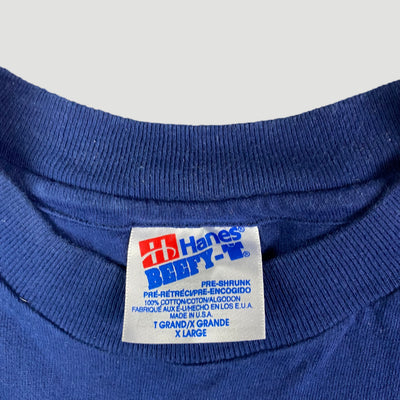 Hanes®
BEEFY-T®
PRE-SHRUNK
PRÉ-RÉTRÉCI/PRE-ENCOGIDO
100% COTTON/COTON/ALGODON
FABRIQUÉ AUX É-U/HECHO EN LOS E.U.A.
MADE IN U.S.A.
T GRAND/X GRANDE
X LARGE